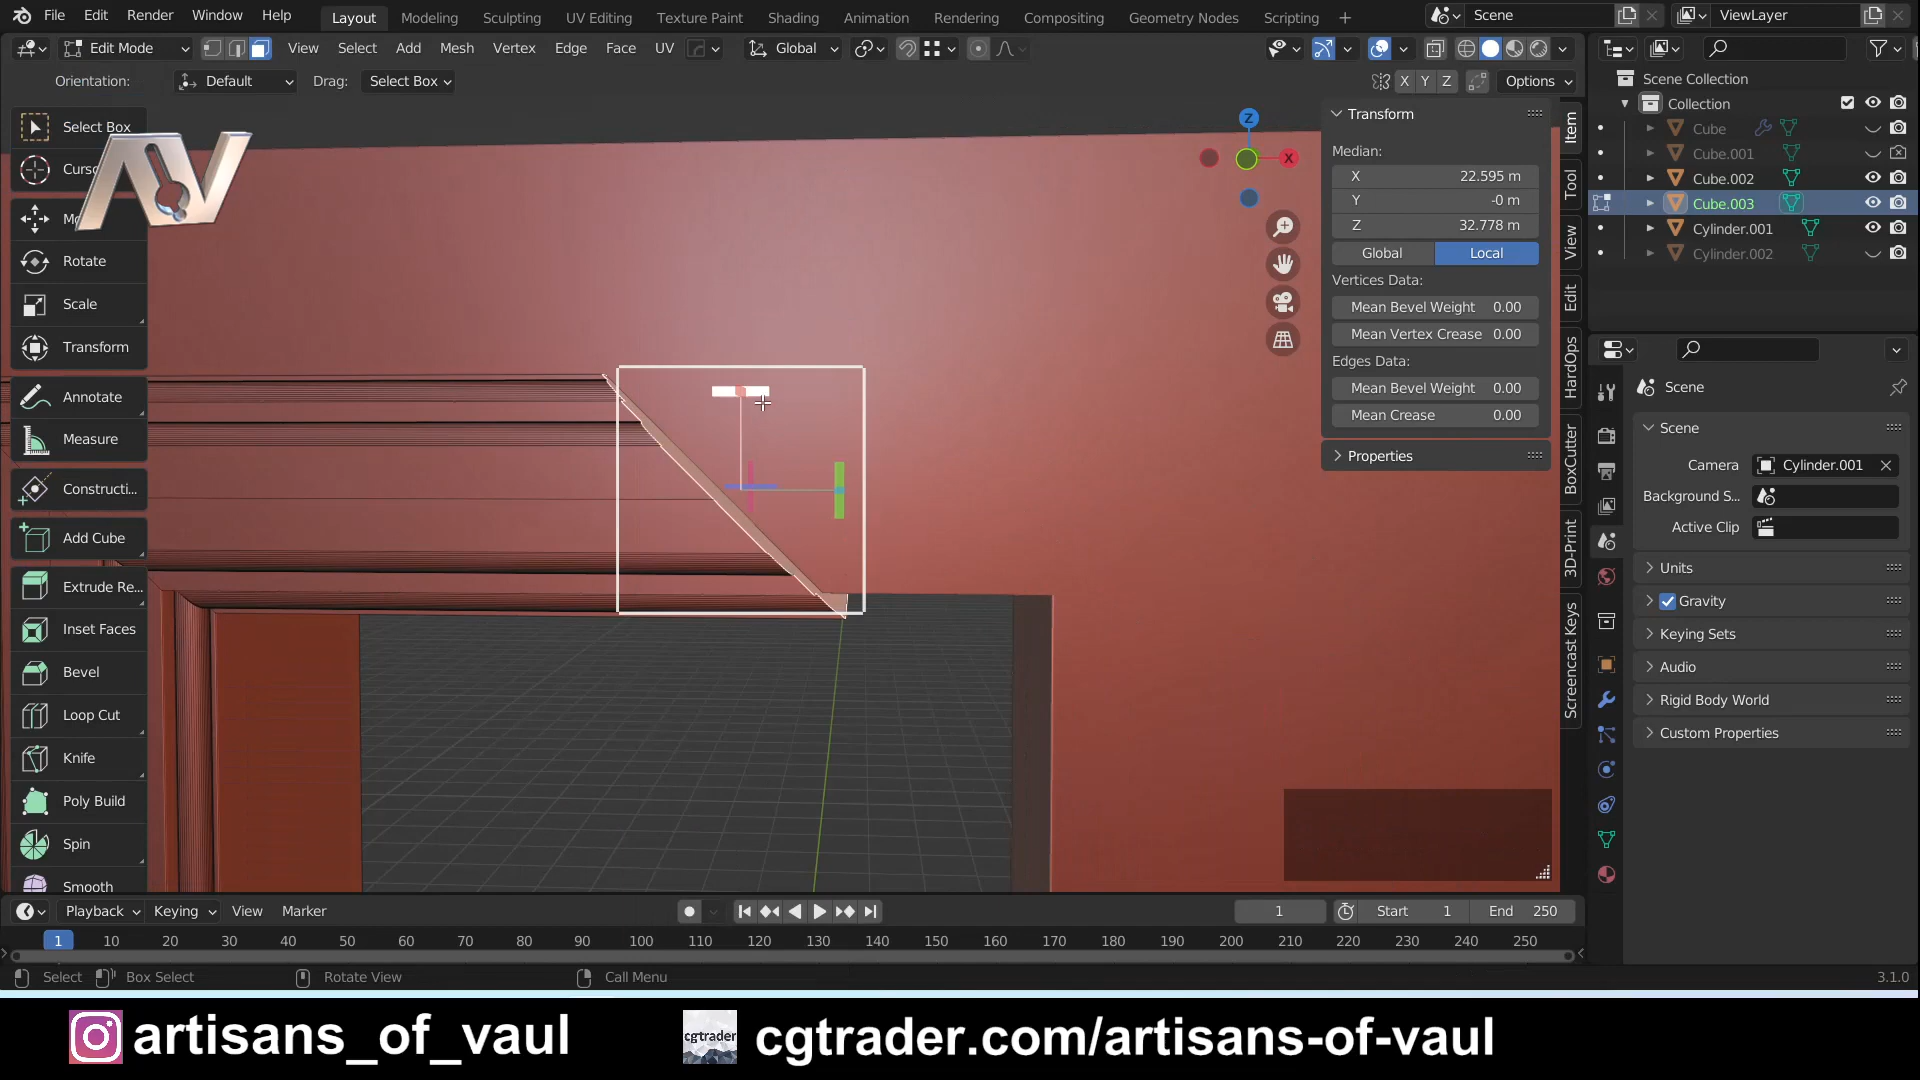 File Edit Render Window Help Layout Modeling Sculpting UV Editing Texture Paint Shading Animation Rendering Compositing Geometry Nodes Scripting + Scene ViewLayer
Edit Mode View Select Add Mesh Vertex Edge Face UV Global
Orientation: Default Drag: Select Box X Y Z Options
Select Box
Rotate
Scale
Transform
Annotate
Measure
Constructi...
Add Cube
Extrude Re...
Inset Faces
Bevel
Loop Cut
Knife
Poly Build
Spin
Smooth
AV
Z
X
Transform
Median:
X 22.595 m
Y -0 m
Z 32.778 m
Global Local
Vertices Data:
Mean Bevel Weight 0.00
Mean Vertex Crease 0.00
Edges Data:
Mean Bevel Weight 0.00
Mean Crease 0.00
Properties
Item
Tool
View
Edit
HardOps
BoxCutter
3D-Print
Screencast Keys
Scene Collection
Collection
Cube
Cube.001
Cube.002
Cube.003
Cylinder.001
Cylinder.002
Scene
Scene
Camera Cylinder.001
Background S...
Active Clip
Units
Gravity
Keying Sets
Audio
Rigid Body World
Custom Properties
Playback Keying View Marker 1 Start 1 End 250
1 10 20 30 40 50 60 70 80 90 100 110 120 130 140 150 160 170 180 190 200 210 220 230 240 250
Select Box Select Rotate View Call Menu 3.1.0
artisans_of_vaul cgtrader cgtrader.com/artisans-of-vaul